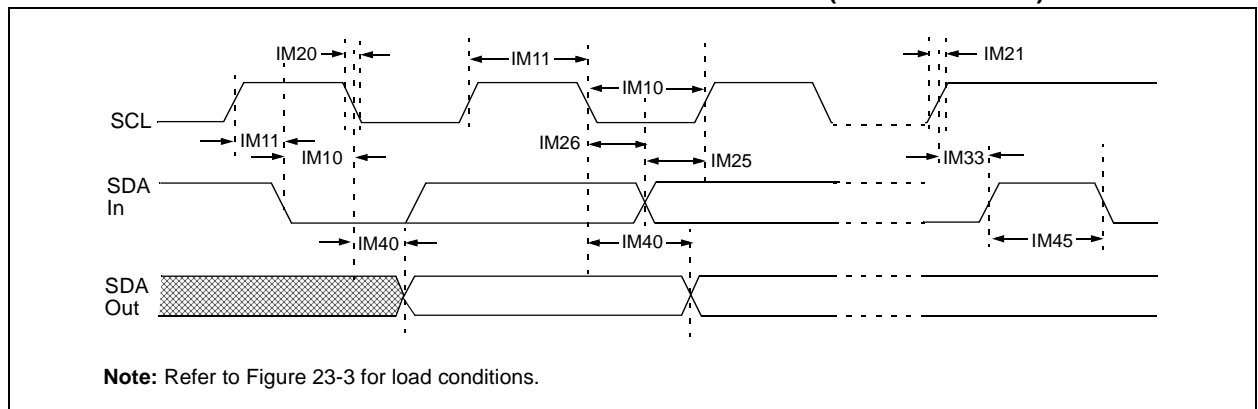 IM20
IM11
IM21
IM10
SCL
IM11
IM26
IM10
IM25
IM33
SDA
In
IM40
IM40
IM45
SDA
Out
Note: Refer to Figure 23-3 for load conditions.